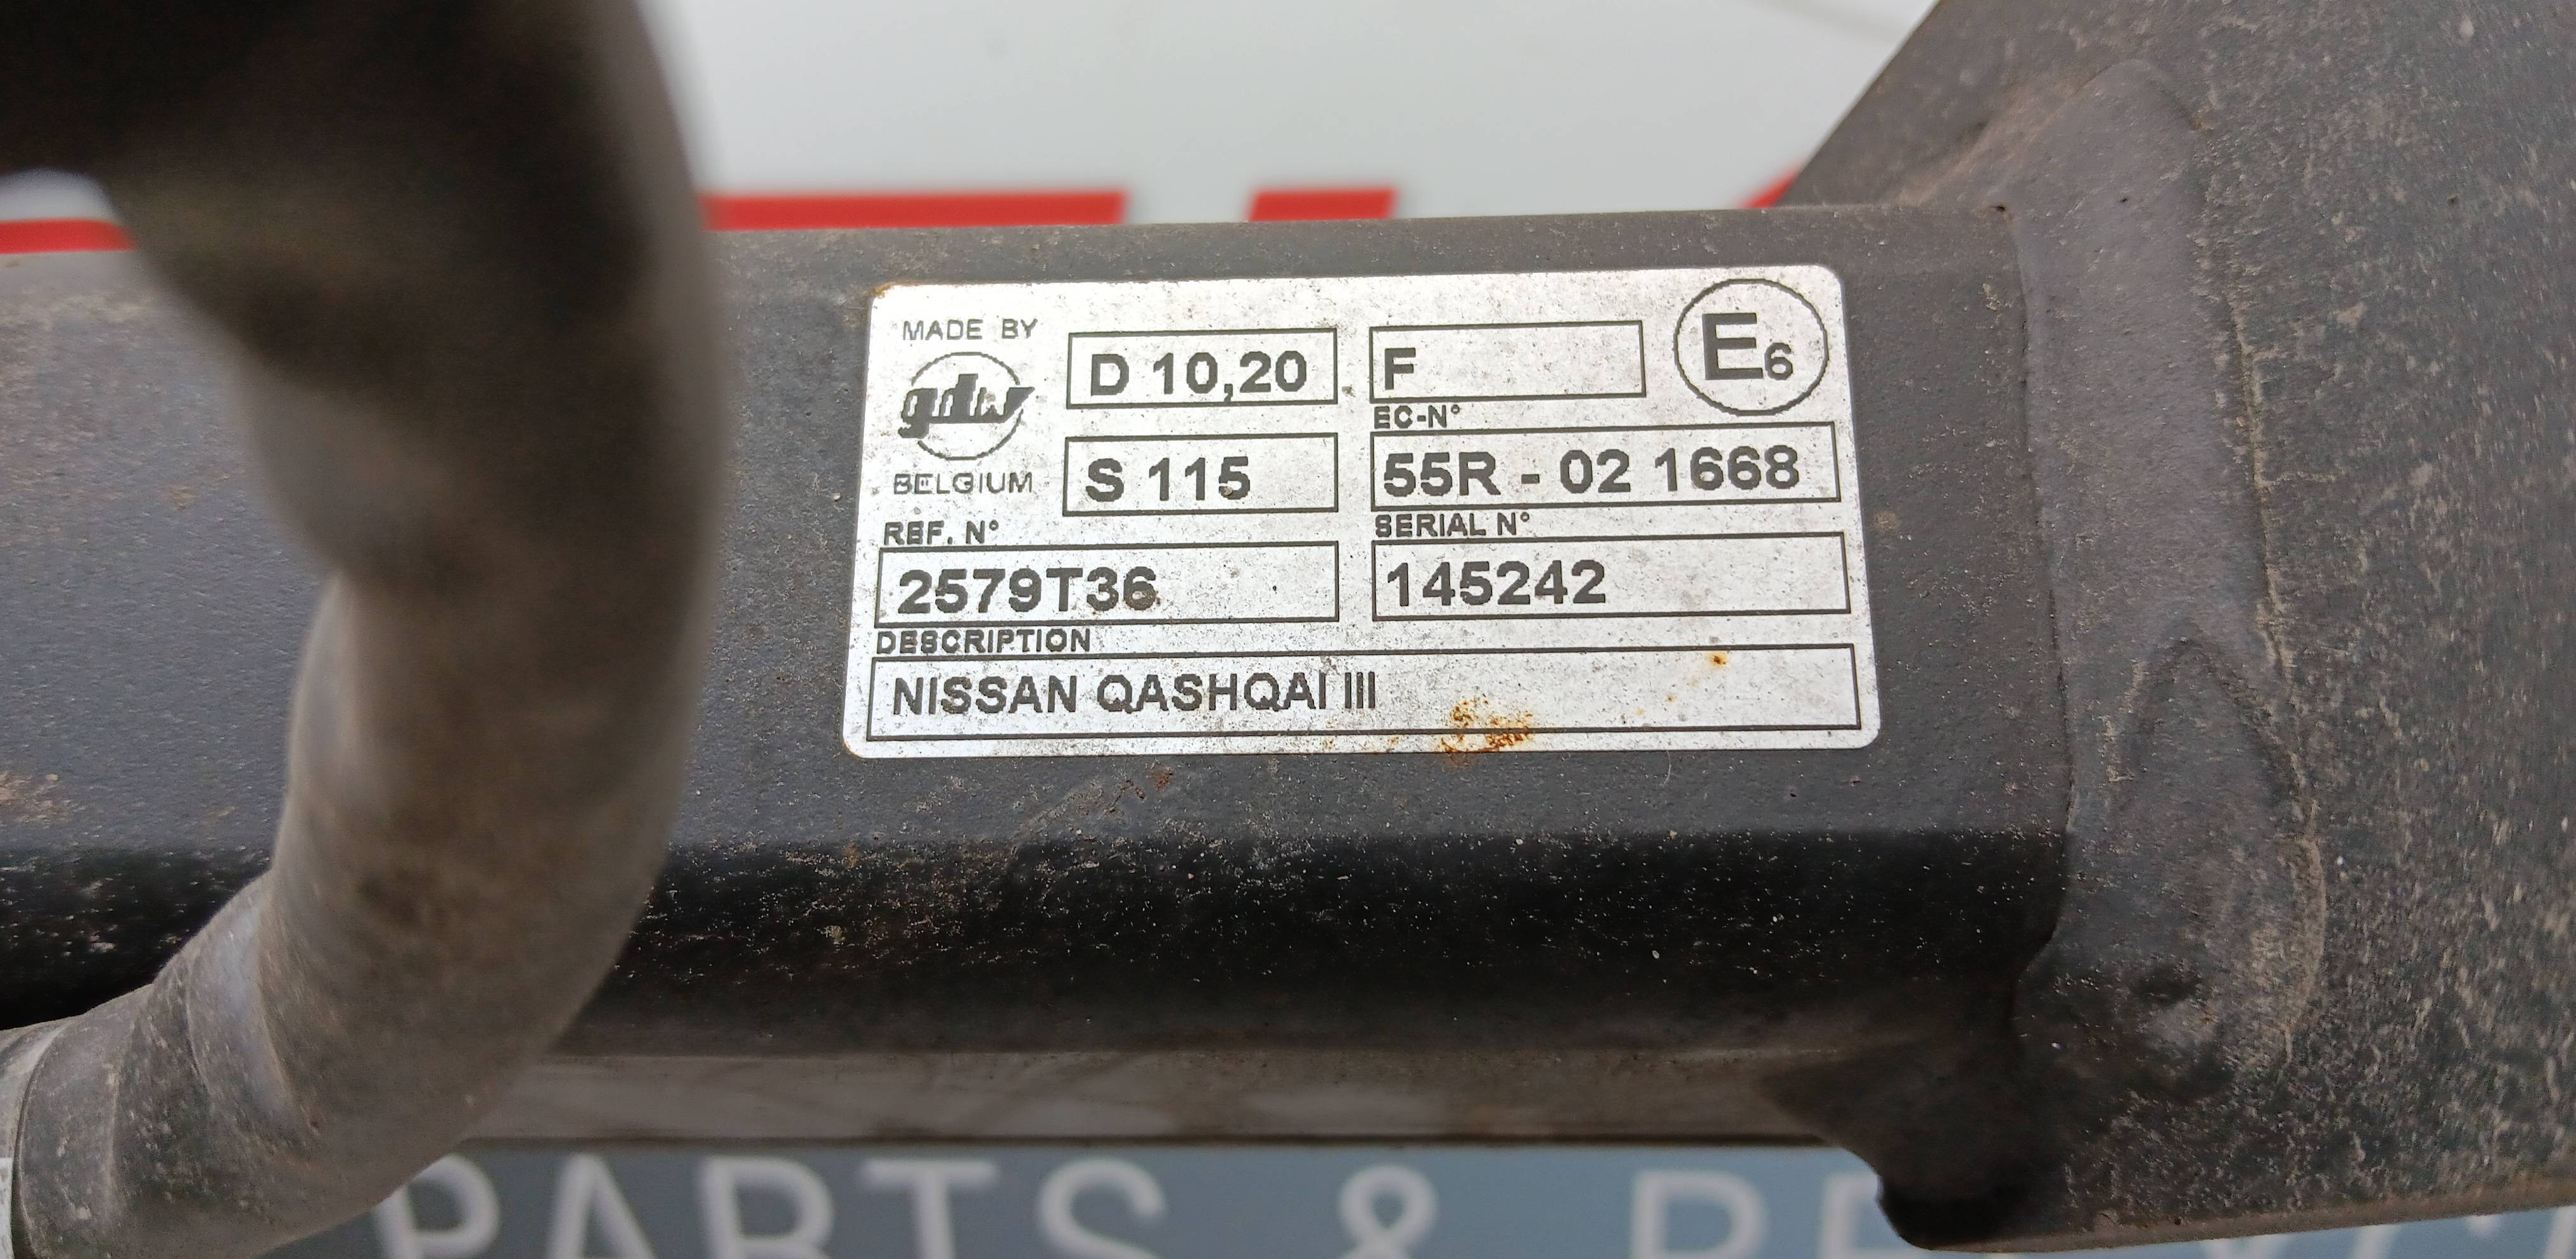 MADE BY
gdw
BELGIUM
D 10,20
F
E6
EC-N°
S 115
55R - 02 1668
REF. N°
SERIAL N°
2579T36
145242
DESCRIPTION
NISSAN QASHQAI III
PARTS &